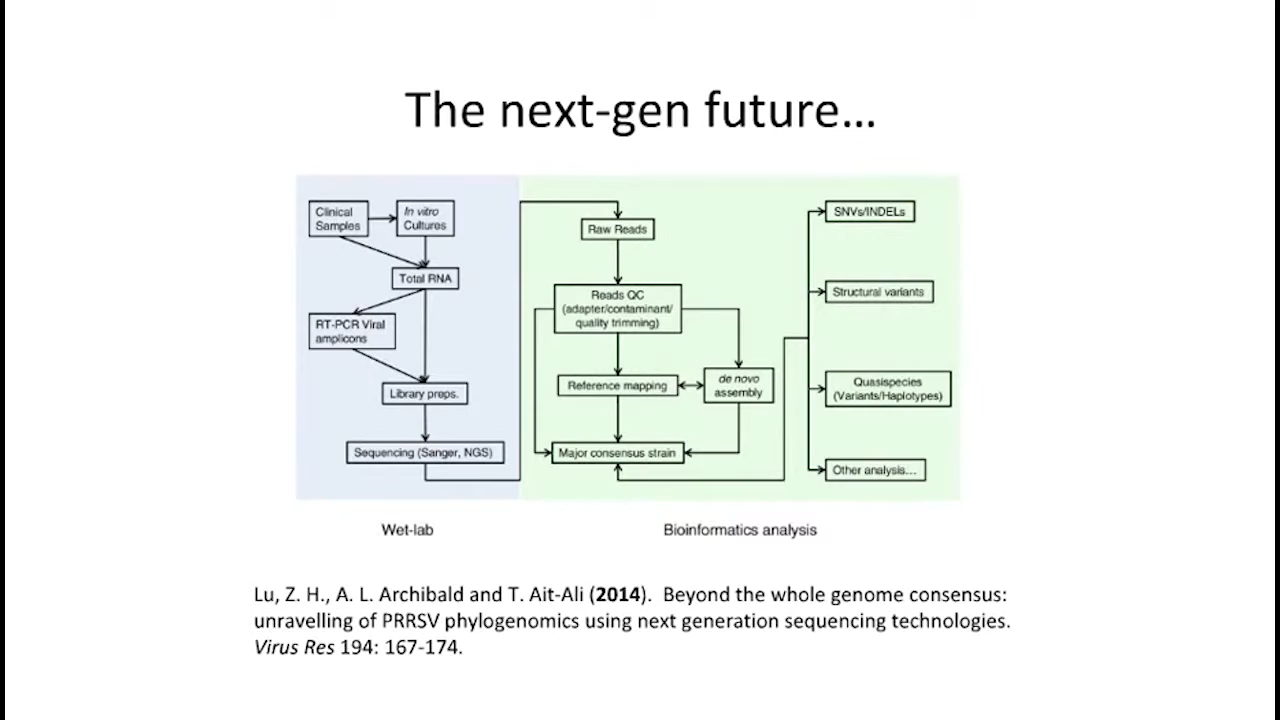 The next-gen future…
Clinical
Samples
In vitro
Cultures
Total RNA
RT-PCR Viral
amplicons
Library preps.
Sequencing (Sanger, NGS)
Wet-lab
Raw Reads
Reads QC
(adapter/contaminant/
quality trimming)
Reference mapping
de novo
assembly
Major consensus strain
SNVs/INDELs
Structural variants
Quasispecies
(Variants/Haplotypes)
Other analysis…
Bioinformatics analysis
Lu, Z. H., A. L. Archibald and T. Ait-Ali (2014). Beyond the whole genome consensus:
unravelling of PRRSV phylogenomics using next generation sequencing technologies.
Virus Res 194: 167-174.